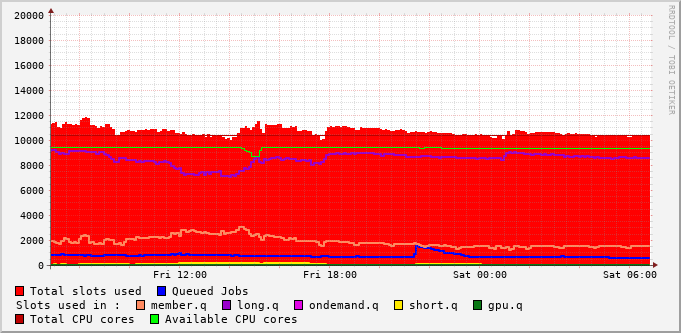 RRDTOOL / TOBI OETIKER
20000
18000
16000
14000
12000
10000
8000
6000
4000
2000
0
Fri 12:00 Fri 18:00 Sat 00:00 Sat 06:00
Total slots used Queued Jobs
Slots used in : member.q long.q ondemand.q short.q gpu.q
Total CPU cores Available CPU cores